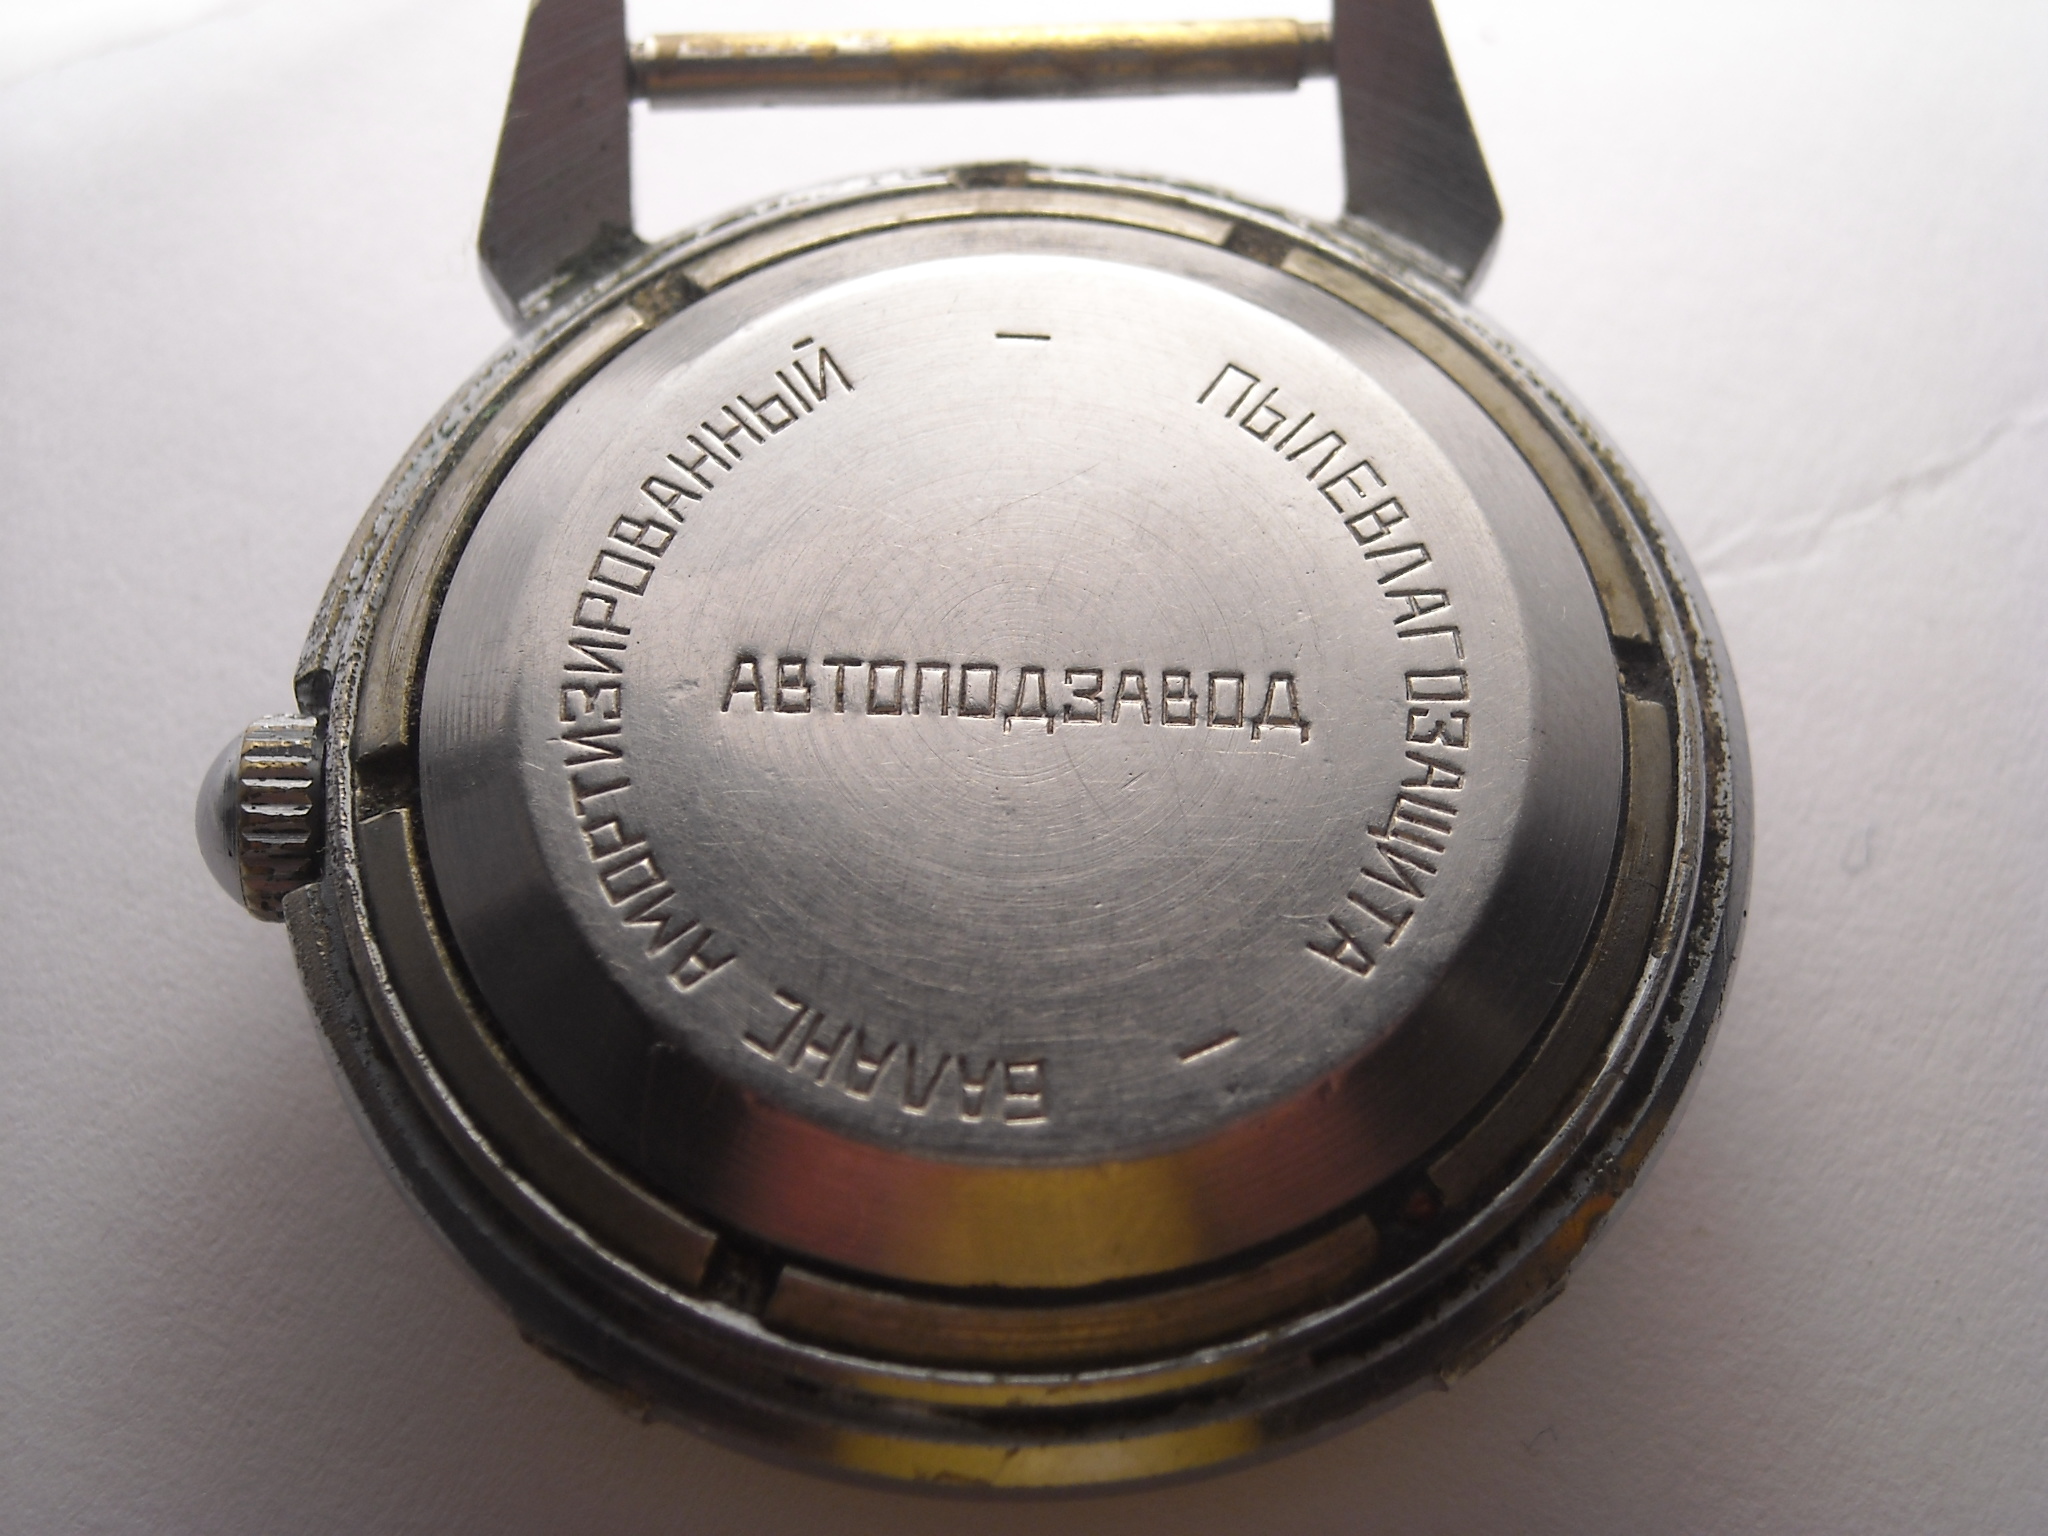 БАЛАНС АМОРТИЗИРОВАННЫЙ – ПЫЛЕВЛАГОЗАЩИТА –
АВТОПОДЗАВОД